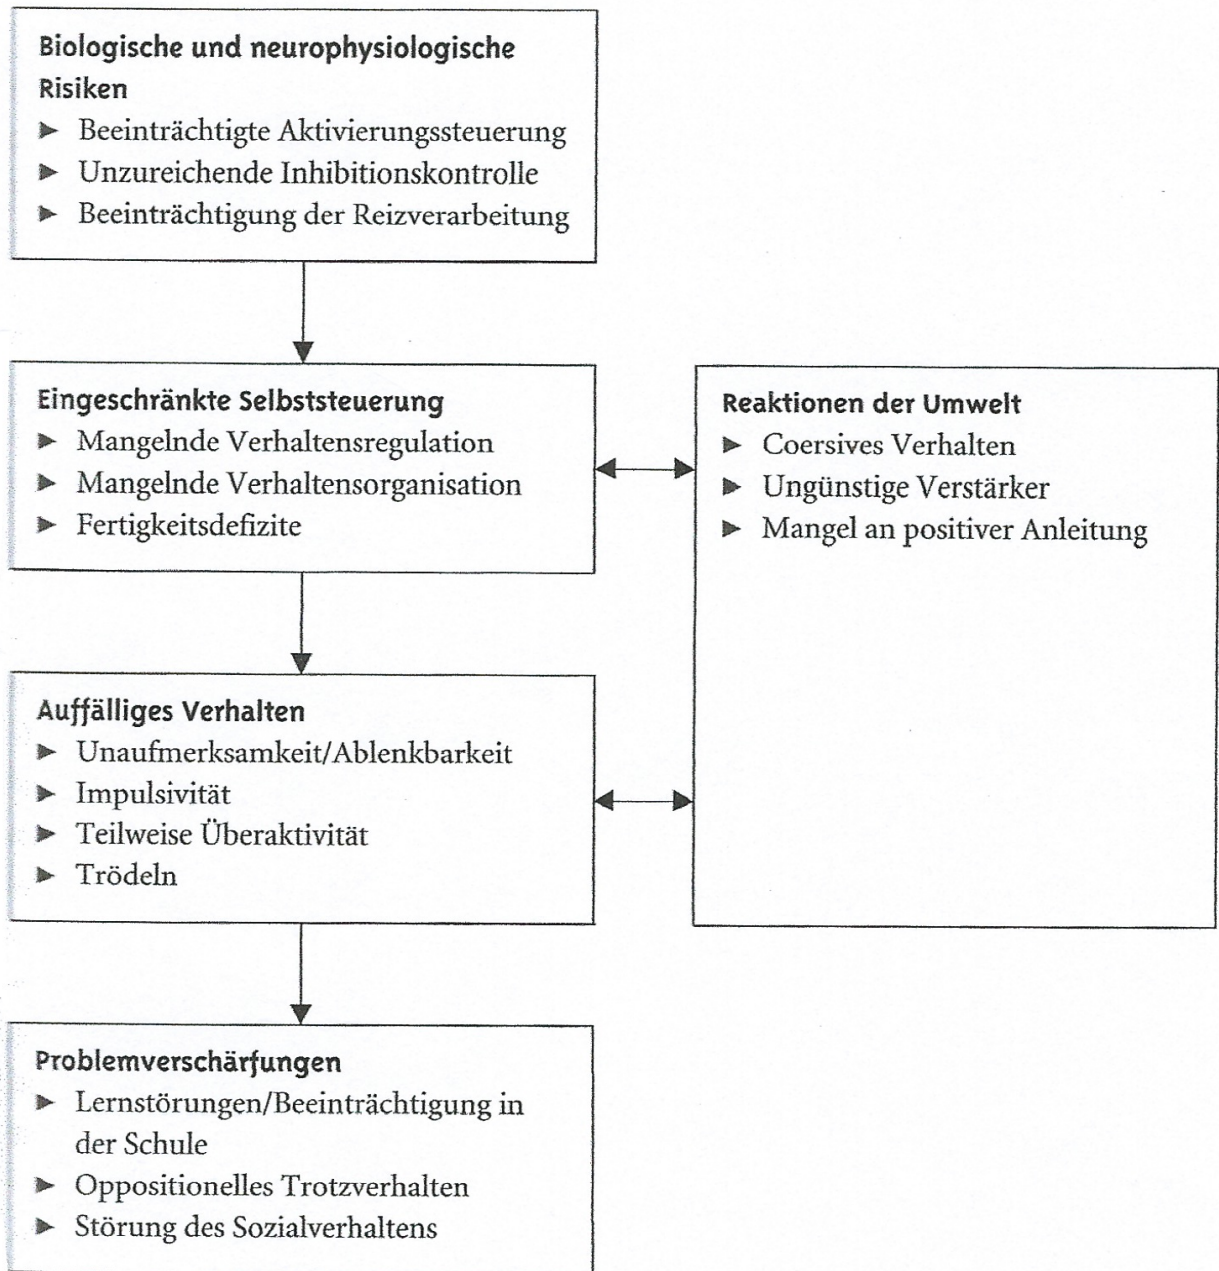 Biologische und neurophysiologische
Risiken
► Beeinträchtigte Aktivierungssteuerung
► Unzureichende Inhibitionskontrolle
► Beeinträchtigung der Reizverarbeitung
Eingeschränkte Selbststeuerung
► Mangelnde Verhaltensregulation
► Mangelnde Verhaltensorganisation
► Fertigkeitsdefizite
Reaktionen der Umwelt
► Coersives Verhalten
► Ungünstige Verstärker
► Mangel an positiver Anleitung
Auffälliges Verhalten
► Unaufmerksamkeit/Ablenkbarkeit
► Impulsivität
► Teilweise Überaktivität
► Trödeln
Problemverschärfungen
► Lernstörungen/Beeinträchtigung in
der Schule
► Oppositionelles Trotzverhalten
► Störung des Sozialverhaltens